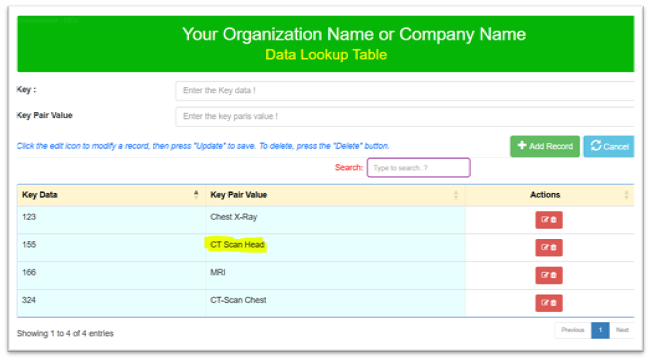 Your Organization Name or Company Name
Data Lookup Table
Key :
Enter the Key data !
Key Pair Value
Enter the key paris value !
Click the edit icon to modify a record, then press "Update" to save. To delete, press the "Delete" button.
Add Record
Cancel
Search:
Type to search..?
Key Data Key Pair Value Actions
123 Chest X-Ray
155 CT Scan Head
166 MRI
324 CT-Scan Chest
Showing 1 to 4 of 4 entries
Previous 1 Next